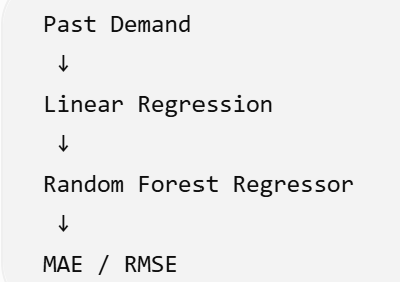 Past Demand
↓
Linear Regression
↓
Random Forest Regressor
↓
MAE / RMSE